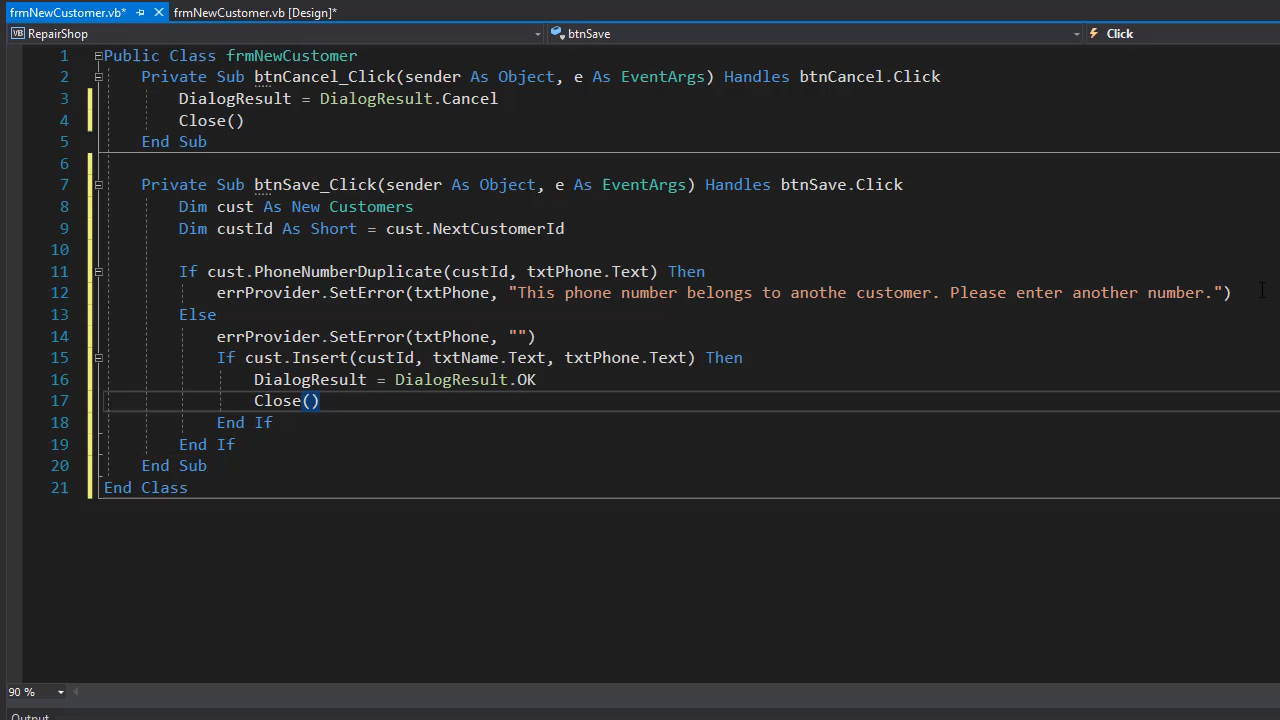 frmNewCustomer.vb* frmNewCustomer.vb [Design]*
RepairShop btnSave Click
1 Public Class frmNewCustomer
2 Private Sub btnCancel_Click(sender As Object, e As EventArgs) Handles btnCancel.Click
3 DialogResult = DialogResult.Cancel
4 Close()
5 End Sub
6
7 Private Sub btnSave_Click(sender As Object, e As EventArgs) Handles btnSave.Click
8 Dim cust As New Customers
9 Dim custId As Short = cust.NextCustomerId
10
11 If cust.PhoneNumberDuplicate(custId, txtPhone.Text) Then
12 errProvider.SetError(txtPhone, "This phone number belongs to anothe customer. Please enter another number.")
13 Else
14 errProvider.SetError(txtPhone, "")
15 If cust.Insert(custId, txtName.Text, txtPhone.Text) Then
16 DialogResult = DialogResult.OK
17 Close()
18 End If
19 End If
20 End Sub
21 End Class
90 %
Output